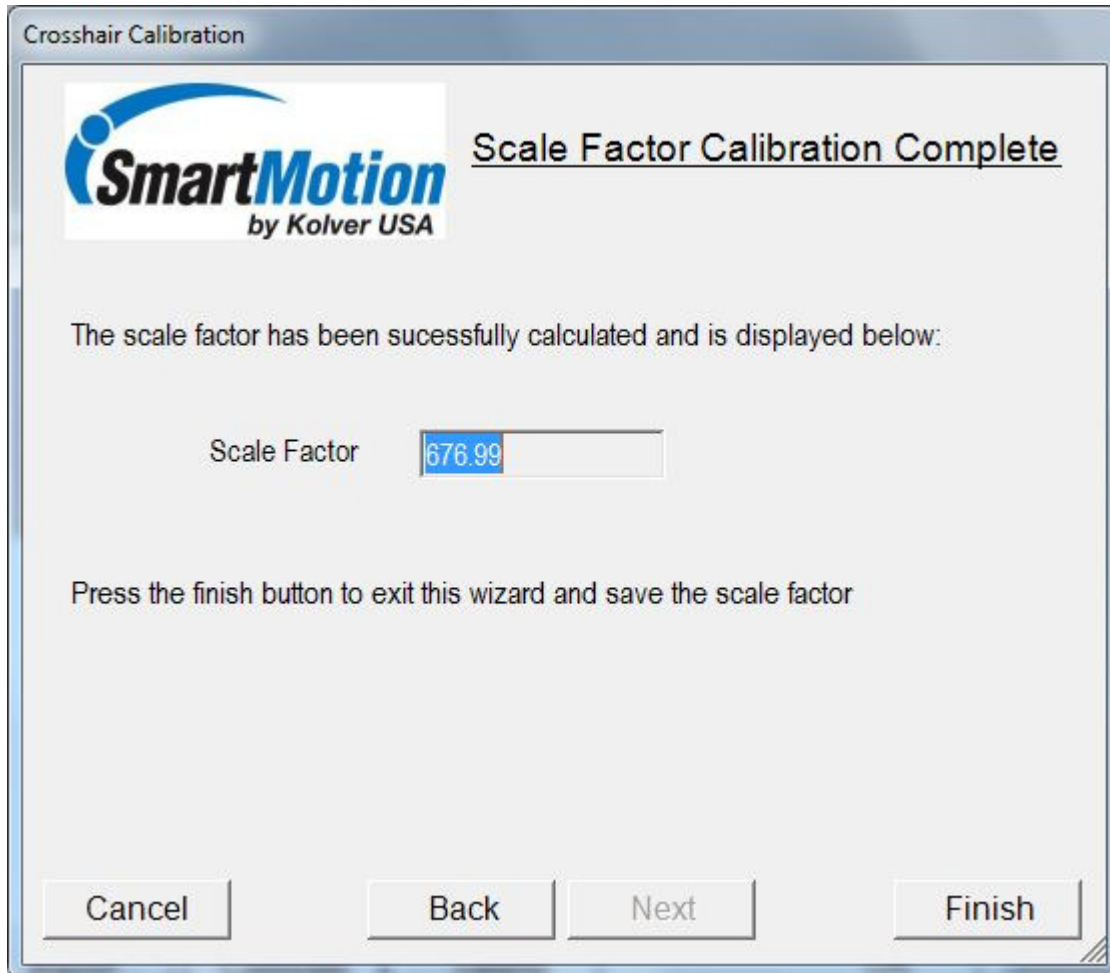 Crosshair Calibration
SmartMotion
by Kolver USA
Scale Factor Calibration Complete
The scale factor has been sucessfully calculated and is displayed below:
Scale Factor 676.99
Press the finish button to exit this wizard and save the scale factor
Cancel Back Next Finish